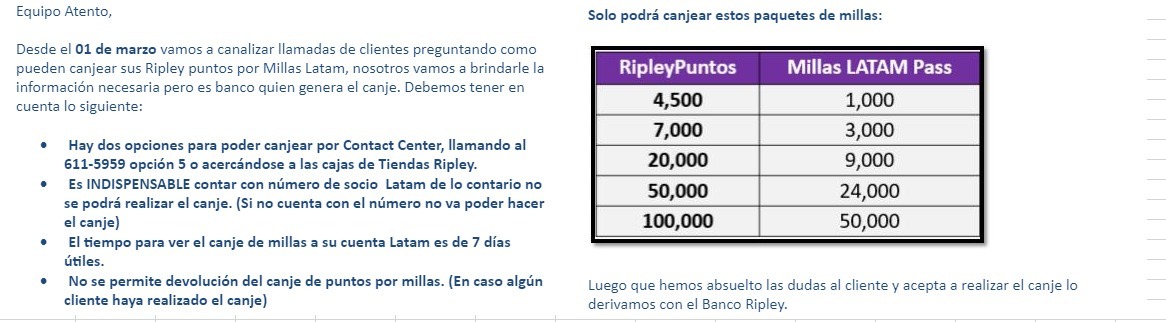 Equipo Atento,
Desde el 01 de marzo vamos a canalizar llamadas de clientes preguntando como
pueden canjear sus Ripley puntos por Millas Latam, nosotros vamos a brindarle la
información necesaria pero es banco quien genera el canje. Debemos tener en
cuenta lo siguiente:
• Hay dos opciones para poder canjear por Contact Center, llamando al
611-5959 opción 5 o acercándose a las cajas de Tiendas Ripley.
• Es INDISPENSABLE contar con número de socio Latam de lo contario no
se podrá realizar el canje. (Si no cuenta con el número no va poder hacer
el canje)
• El tiempo para ver el canje de millas a su cuenta Latam es de 7 días
útiles.
• No se permite devolución del canje de puntos por millas. (En caso algún
cliente haya realizado el canje)
Solo podrá canjear estos paquetes de millas:
RipleyPuntos Millas LATAM Pass
4,500 1,000
7,000 3,000
20,000 9,000
50,000 24,000
100,000 50,000
Luego que hemos absuelto las dudas al cliente y acepta a realizar el canje lo
derivamos con el Banco Ripley.